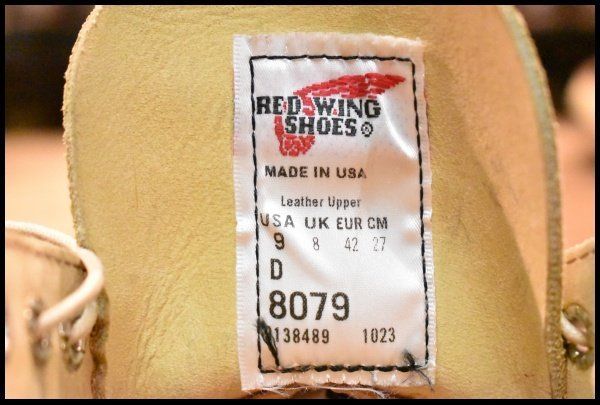 RED WING
SHOES ®
MADE IN USA
Leather Upper
USA UK EUR CM
9 8 42 27
D
8079
138489 1023